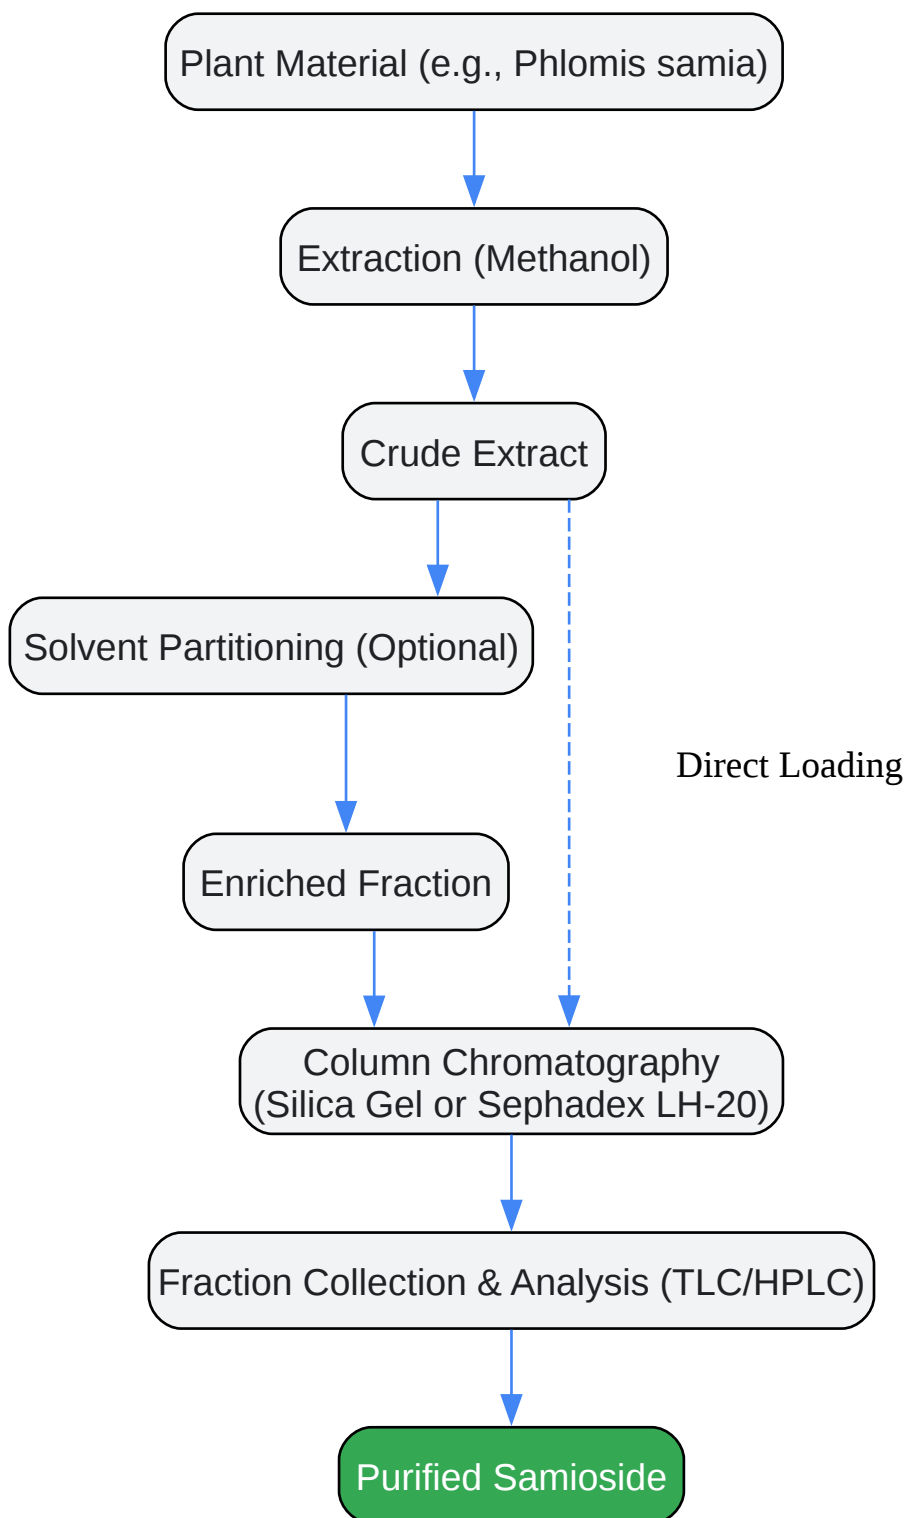 Plant Material (e.g., Phlomis samia)
Extraction (Methanol)
Crude Extract
Solvent Partitioning (Optional)
Direct Loading
Enriched Fraction
Column Chromatography
(Silica Gel or Sephadex LH-20)
Fraction Collection & Analysis (TLC/HPLC)
Purified Samioside